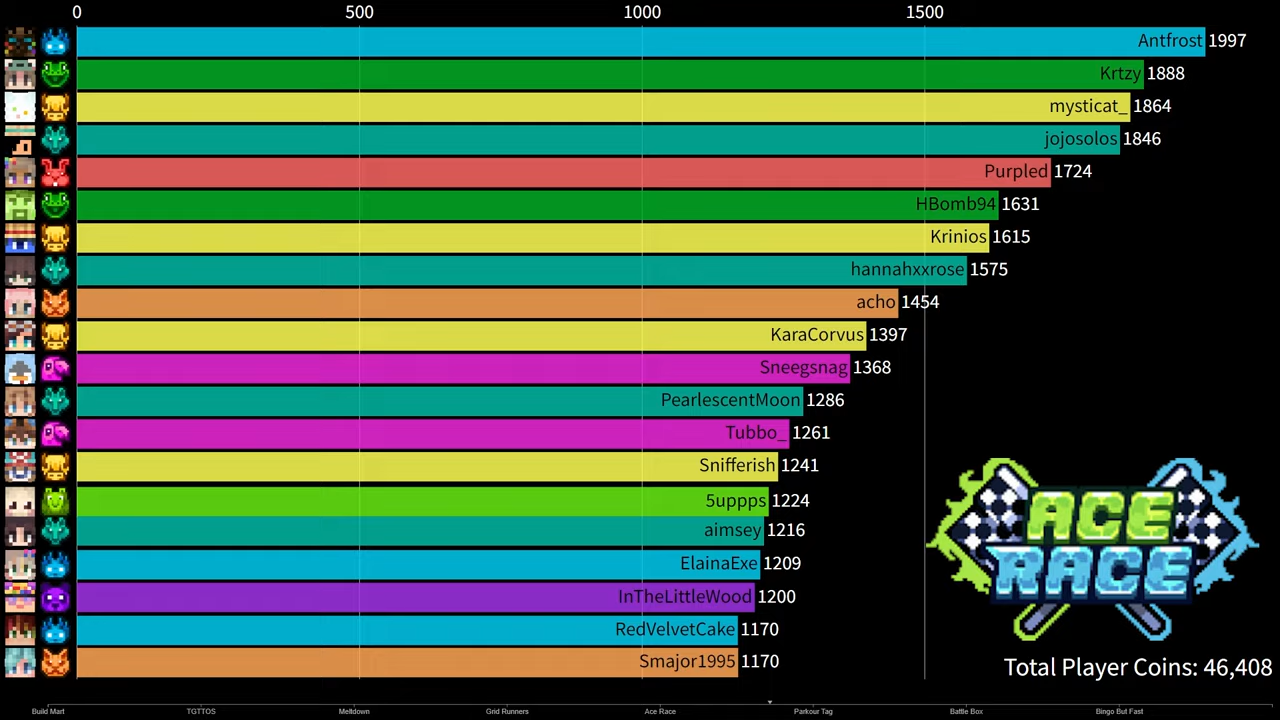 0 500 1000 1500
Antfrost 1997
Krtzy 1888
mysticat_ 1864
jojosolos 1846
Purpled 1724
HBomb94 1631
Krinios 1615
hannahxxrose 1575
acho 1454
KaraCorvus 1397
Sneegsnag 1368
PearlescentMoon 1286
Tubbo_ 1261
Snifferish 1241
5uppps 1224
aimsey 1216
ElainaExe 1209
InTheLittleWood 1200
RedVelvetCake 1170
Smajor1995 1170
ACE
RACE
Total Player Coins: 46,408
Build Mart TGTTOS Meltdown Grid Runners Ace Race Parkour Tag Battle Box Bingo But Fast